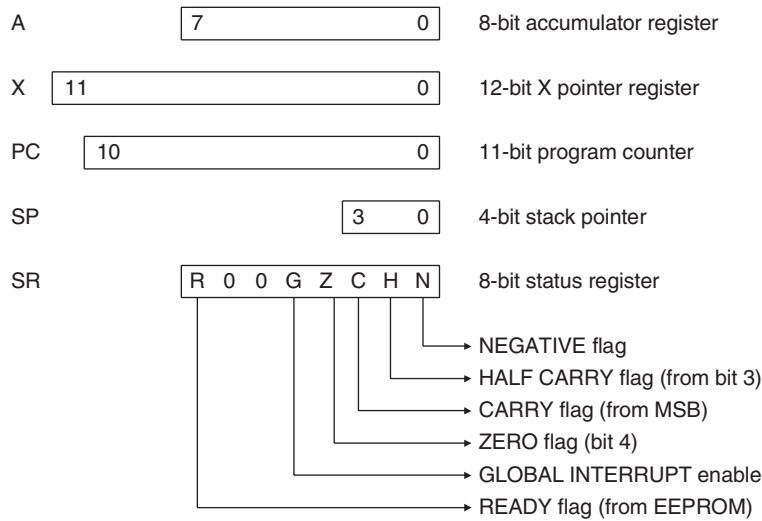 A 7 0 8-bit accumulator register
X 11 0 12-bit X pointer register
PC 10 0 11-bit program counter
SP 3 0 4-bit stack pointer
SR R 0 0 G Z C H N 8-bit status register
NEGATIVE flag
HALF CARRY flag (from bit 3)
CARRY flag (from MSB)
ZERO flag (bit 4)
GLOBAL INTERRUPT enable
READY flag (from EEPROM)